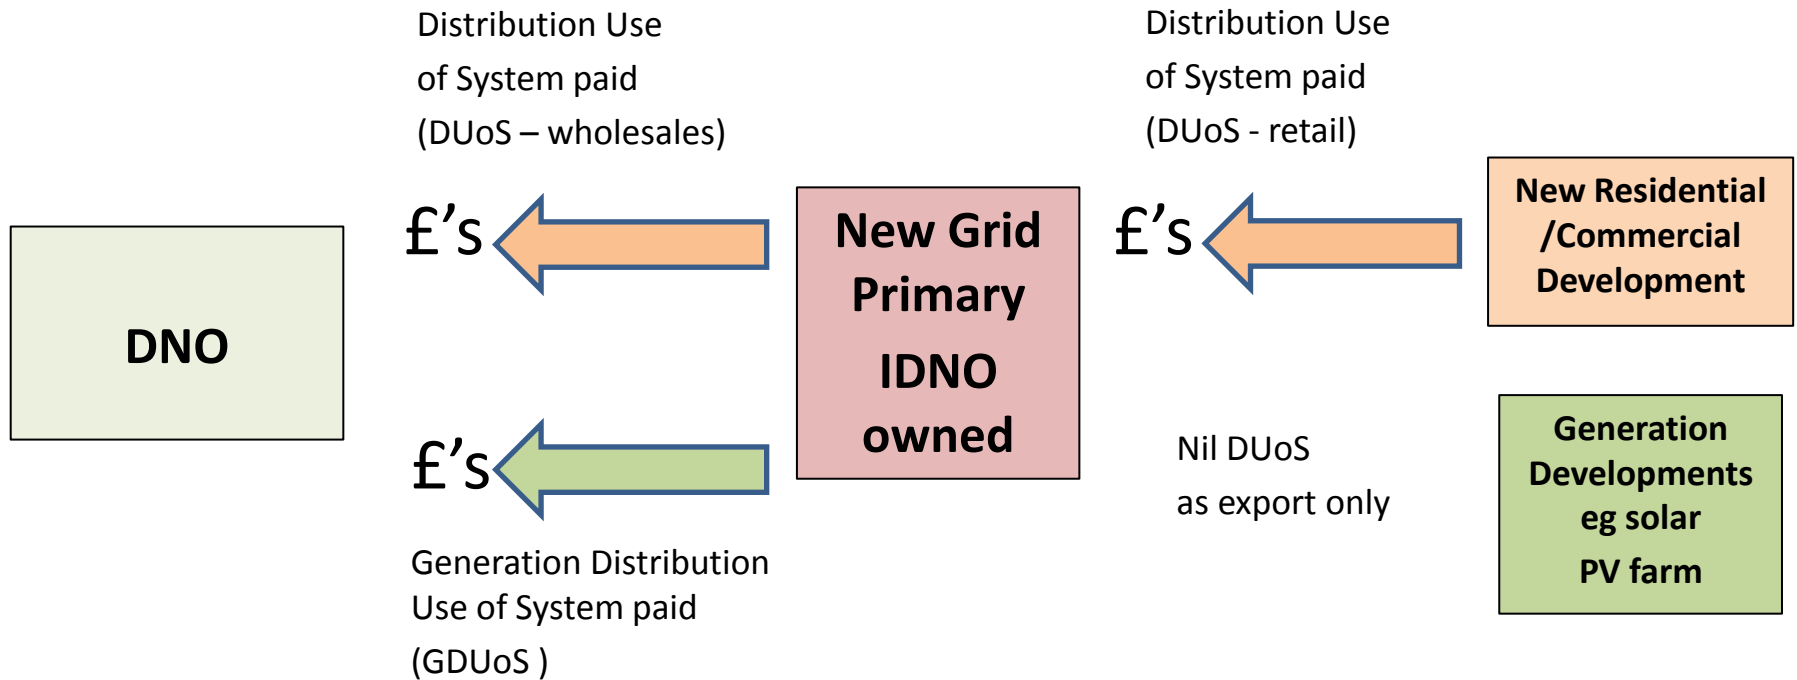 Distribution Use
of System paid
(DUoS – wholesales)
Distribution Use
of System paid
(DUoS - retail)
£’s
£’s
New Residential
/Commercial
Development
DNO
New Grid
Primary
IDNO
owned
£’s
Nil DUoS
as export only
Generation
Developments
eg solar
PV farm
Generation Distribution
Use of System paid
(GDUoS )